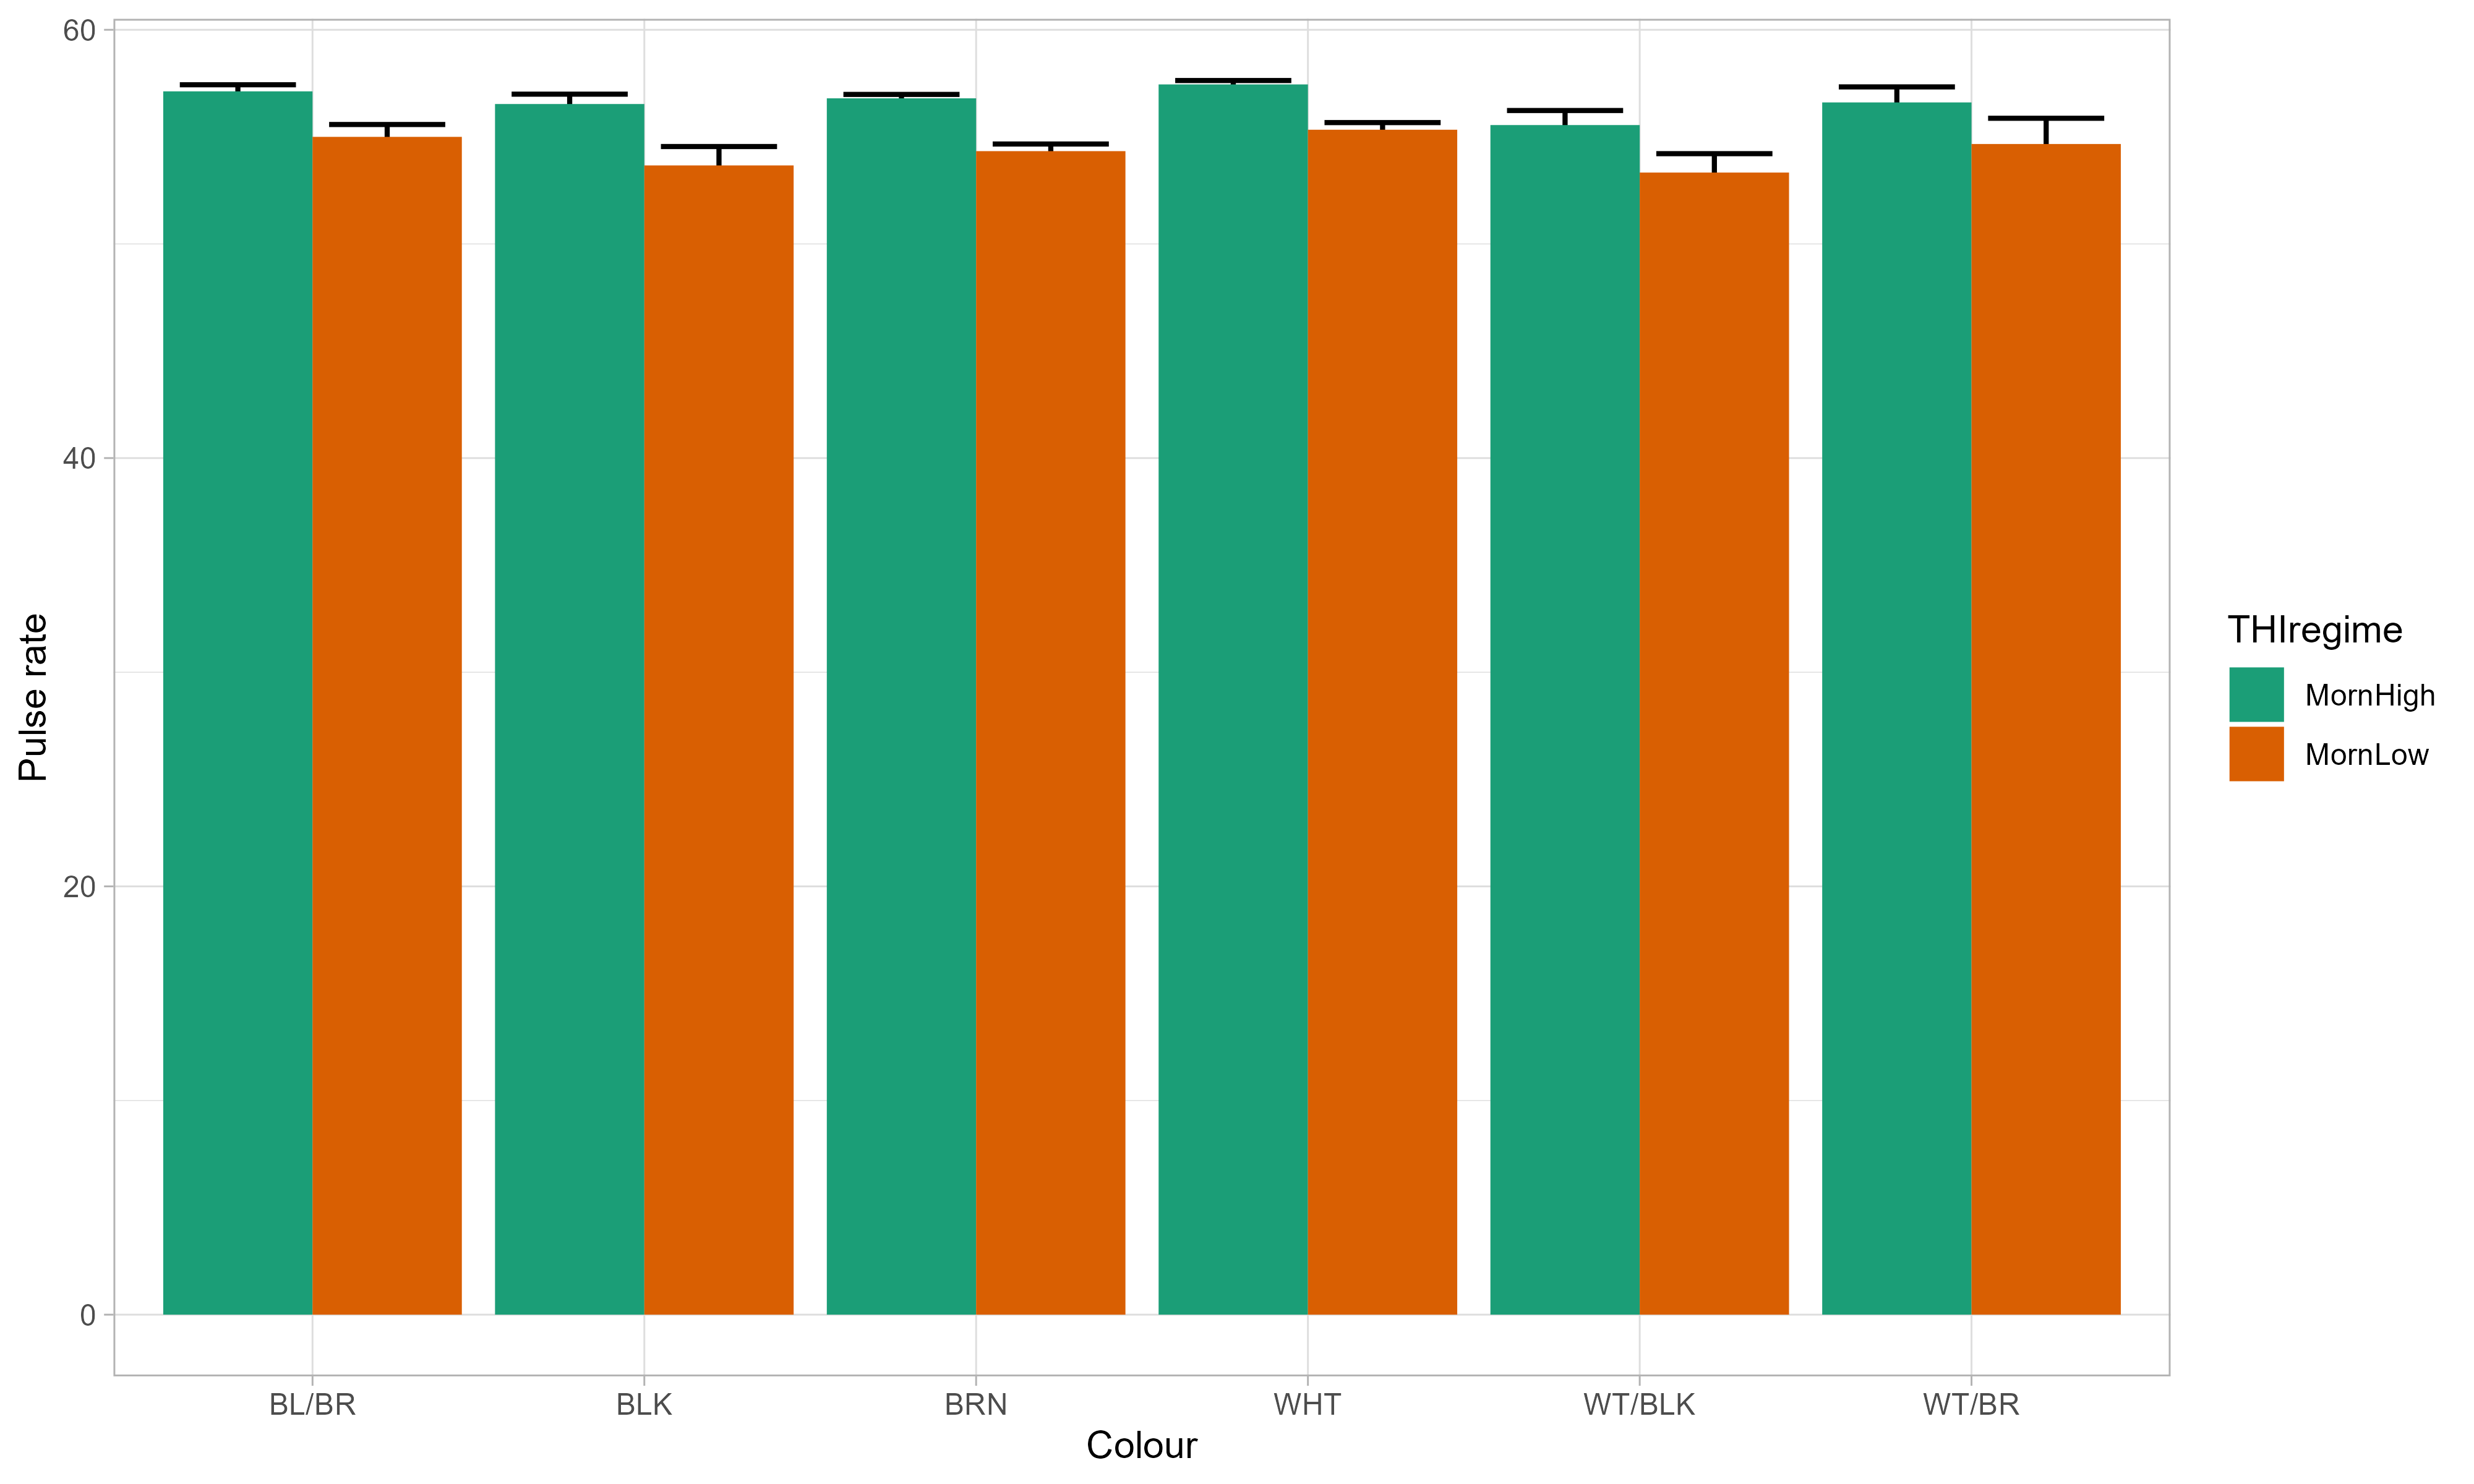 60
40
20
0
Pulse rate
BL/BR
BLK
BRN
WHT
WT/BLK
WT/BR
Colour
THIregime
MornHigh
MornLow